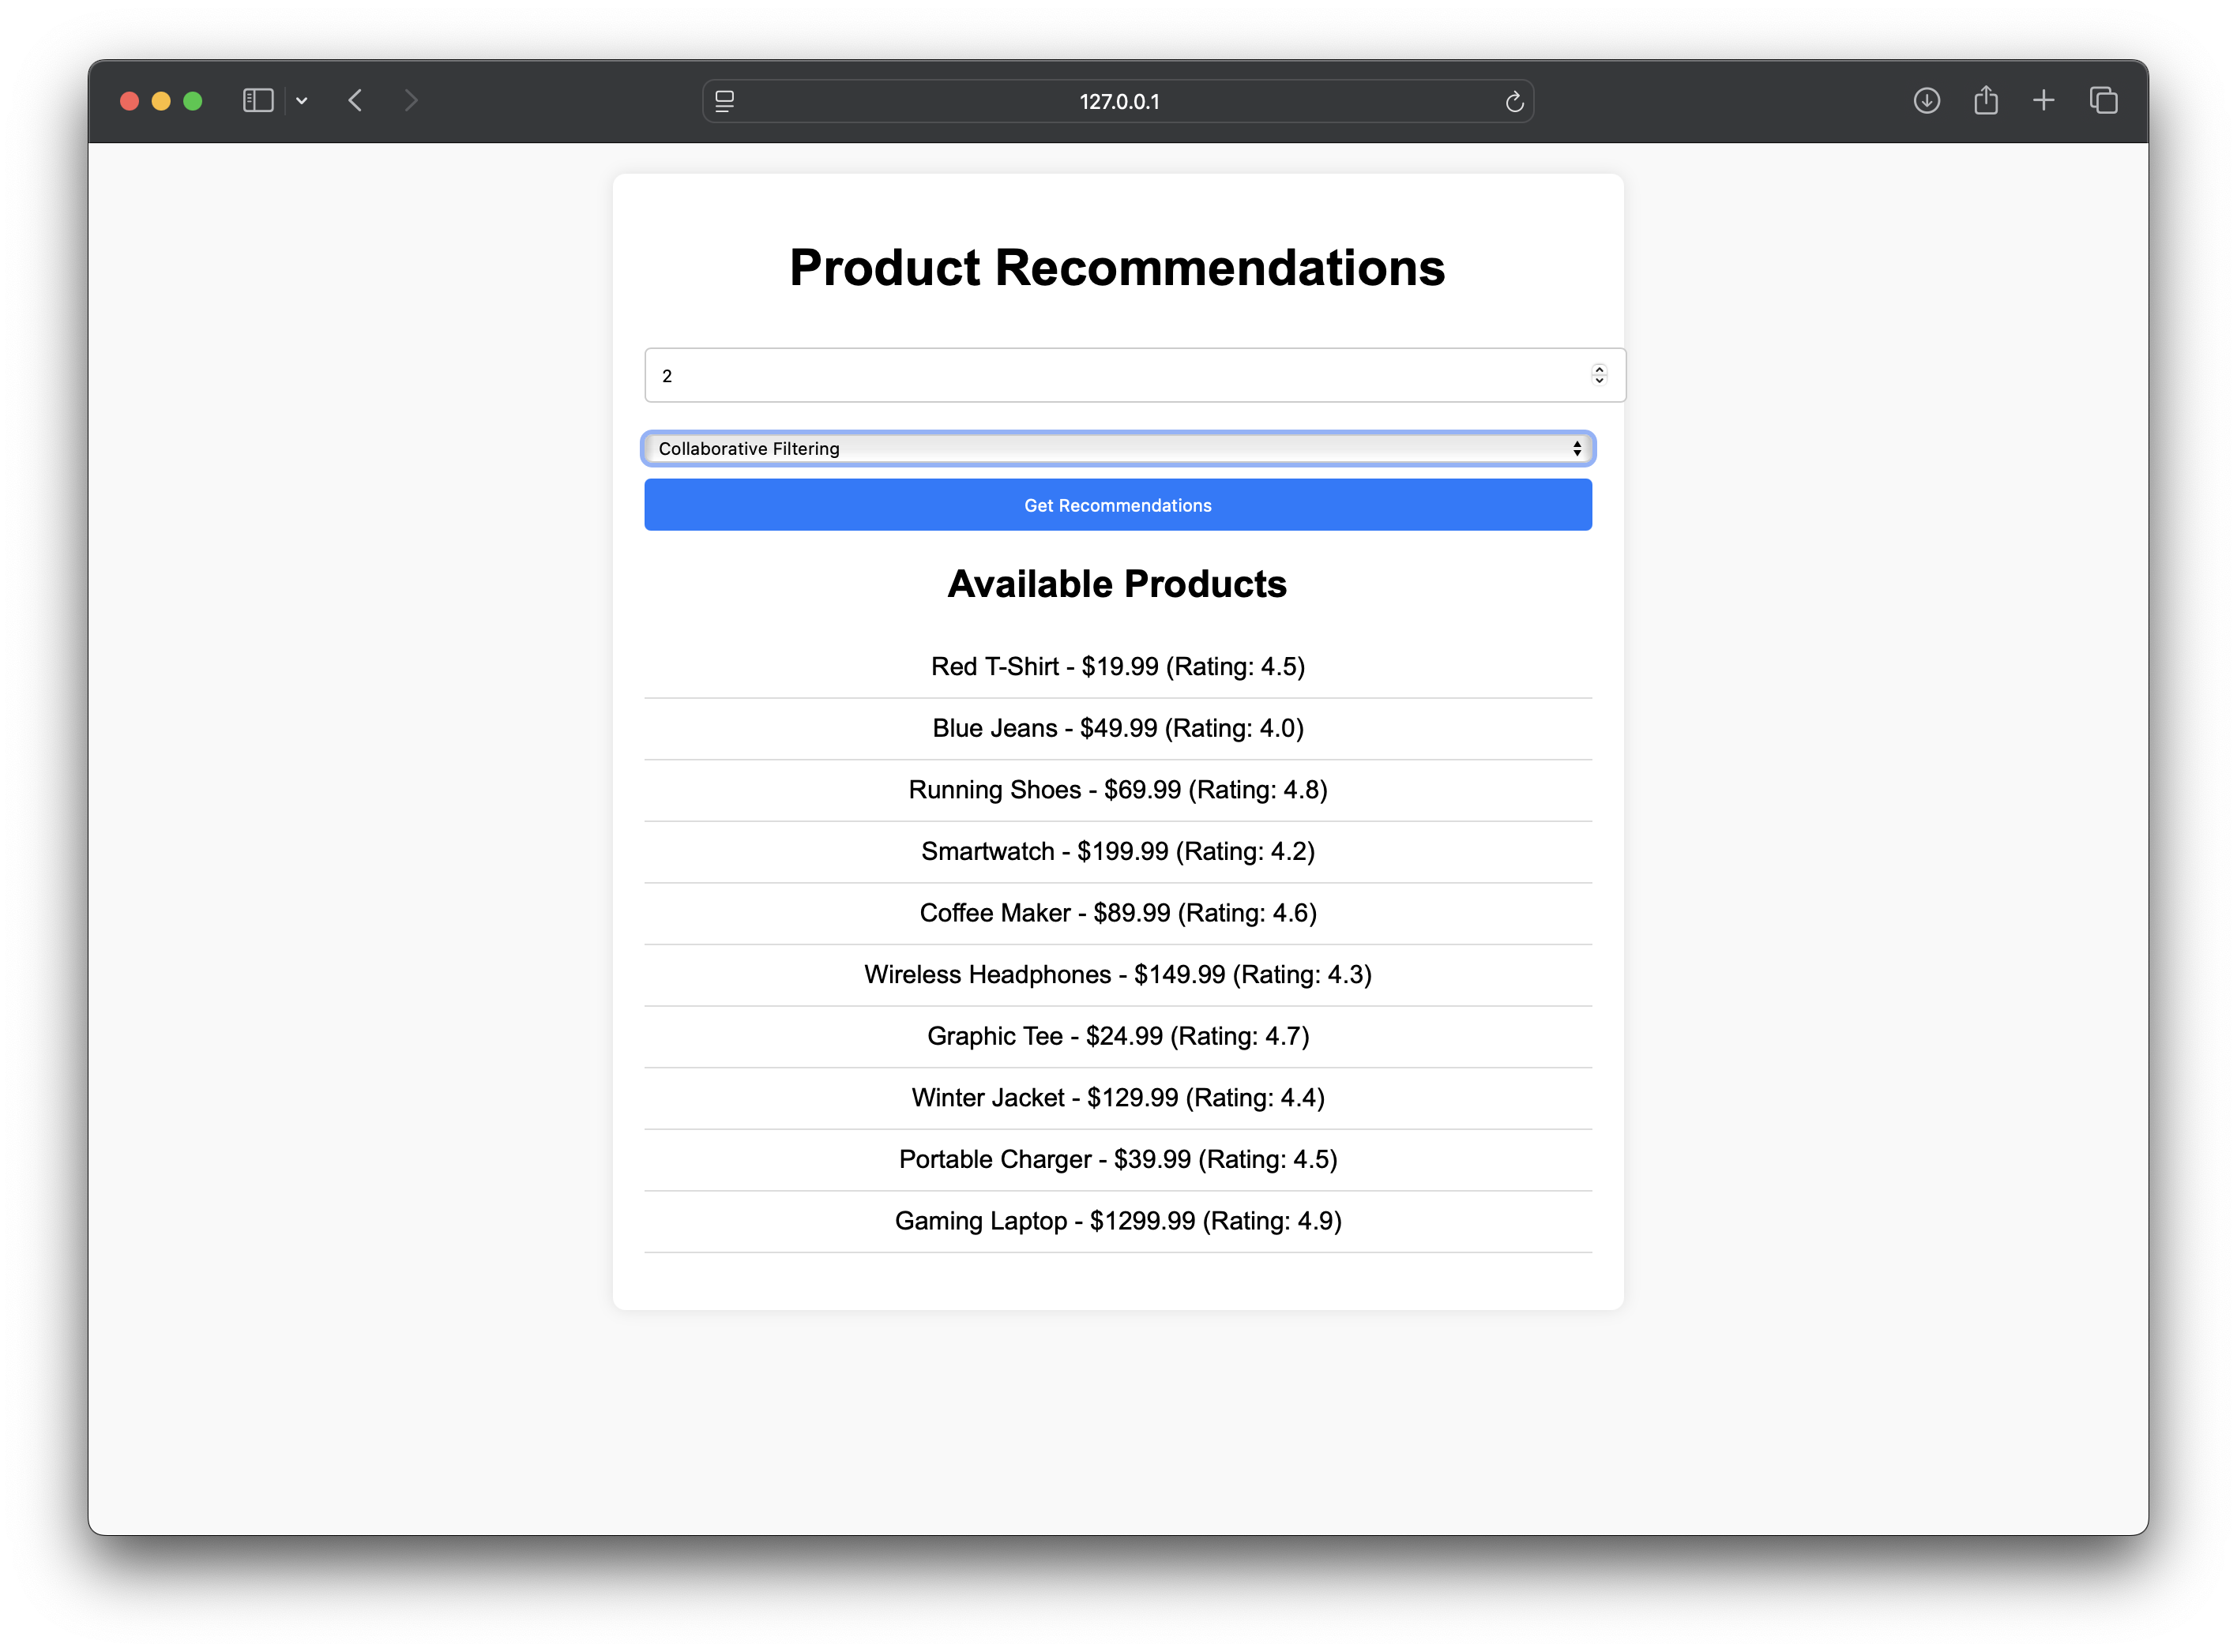 127.0.0.1
Product Recommendations
2
Collaborative Filtering
Get Recommendations
Available Products
Red T-Shirt - $19.99 (Rating: 4.5)
Blue Jeans - $49.99 (Rating: 4.0)
Running Shoes - $69.99 (Rating: 4.8)
Smartwatch - $199.99 (Rating: 4.2)
Coffee Maker - $89.99 (Rating: 4.6)
Wireless Headphones - $149.99 (Rating: 4.3)
Graphic Tee - $24.99 (Rating: 4.7)
Winter Jacket - $129.99 (Rating: 4.4)
Portable Charger - $39.99 (Rating: 4.5)
Gaming Laptop - $1299.99 (Rating: 4.9)